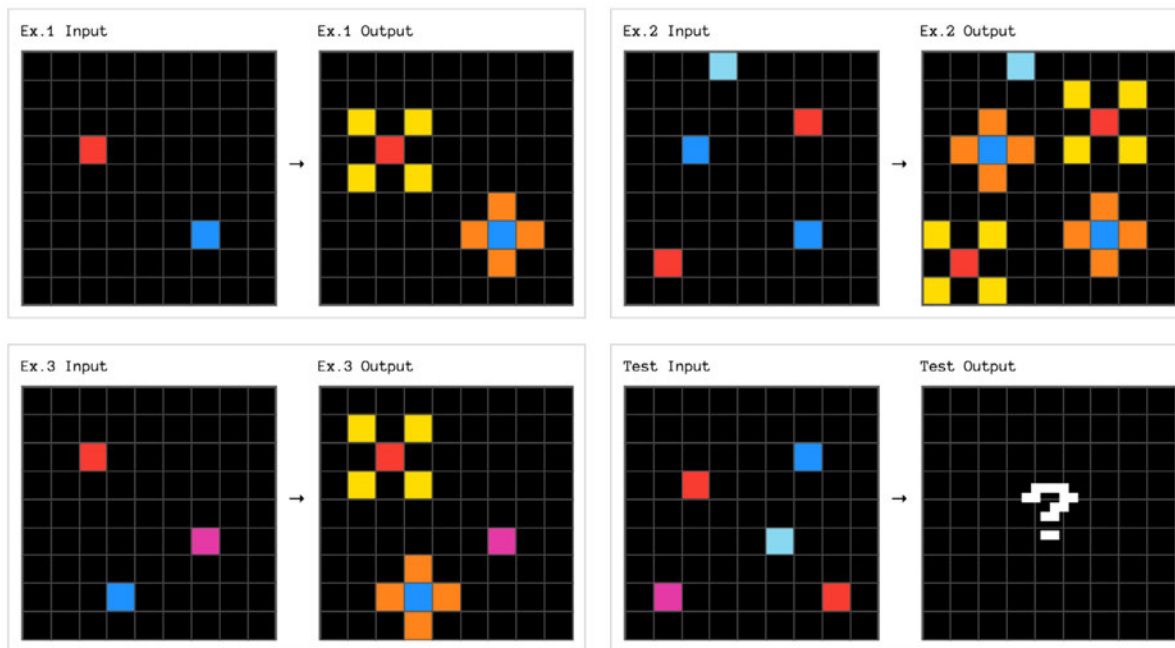 Ex.1 Input
Ex.1 Output
Ex.2 Input
Ex.2 Output
→
→
Ex.3 Input
Ex.3 Output
Test Input
Test Output
→
→
?